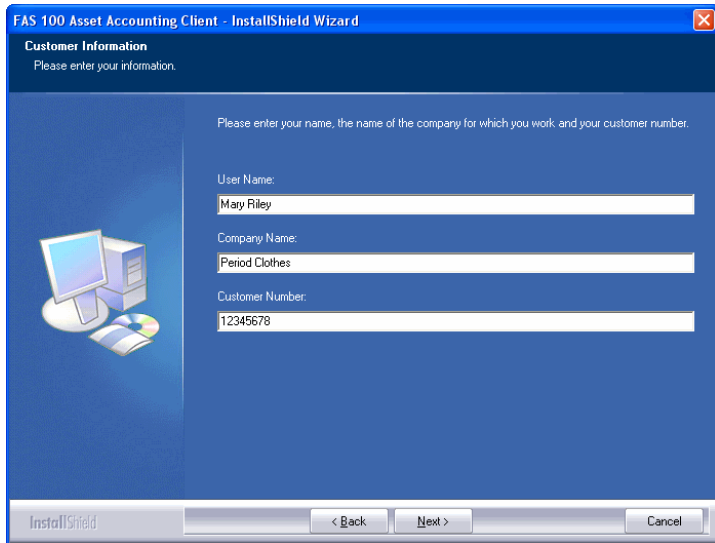 FAS 100 Asset Accounting Client - InstallShield Wizard
Customer Information
Please enter your information.
Please enter your name, the name of the company for which you work and your customer number.
User Name:
Mary Riley
Company Name:
Period Clothes
Customer Number:
12345678
InstallShield
< Back
Next >
Cancel